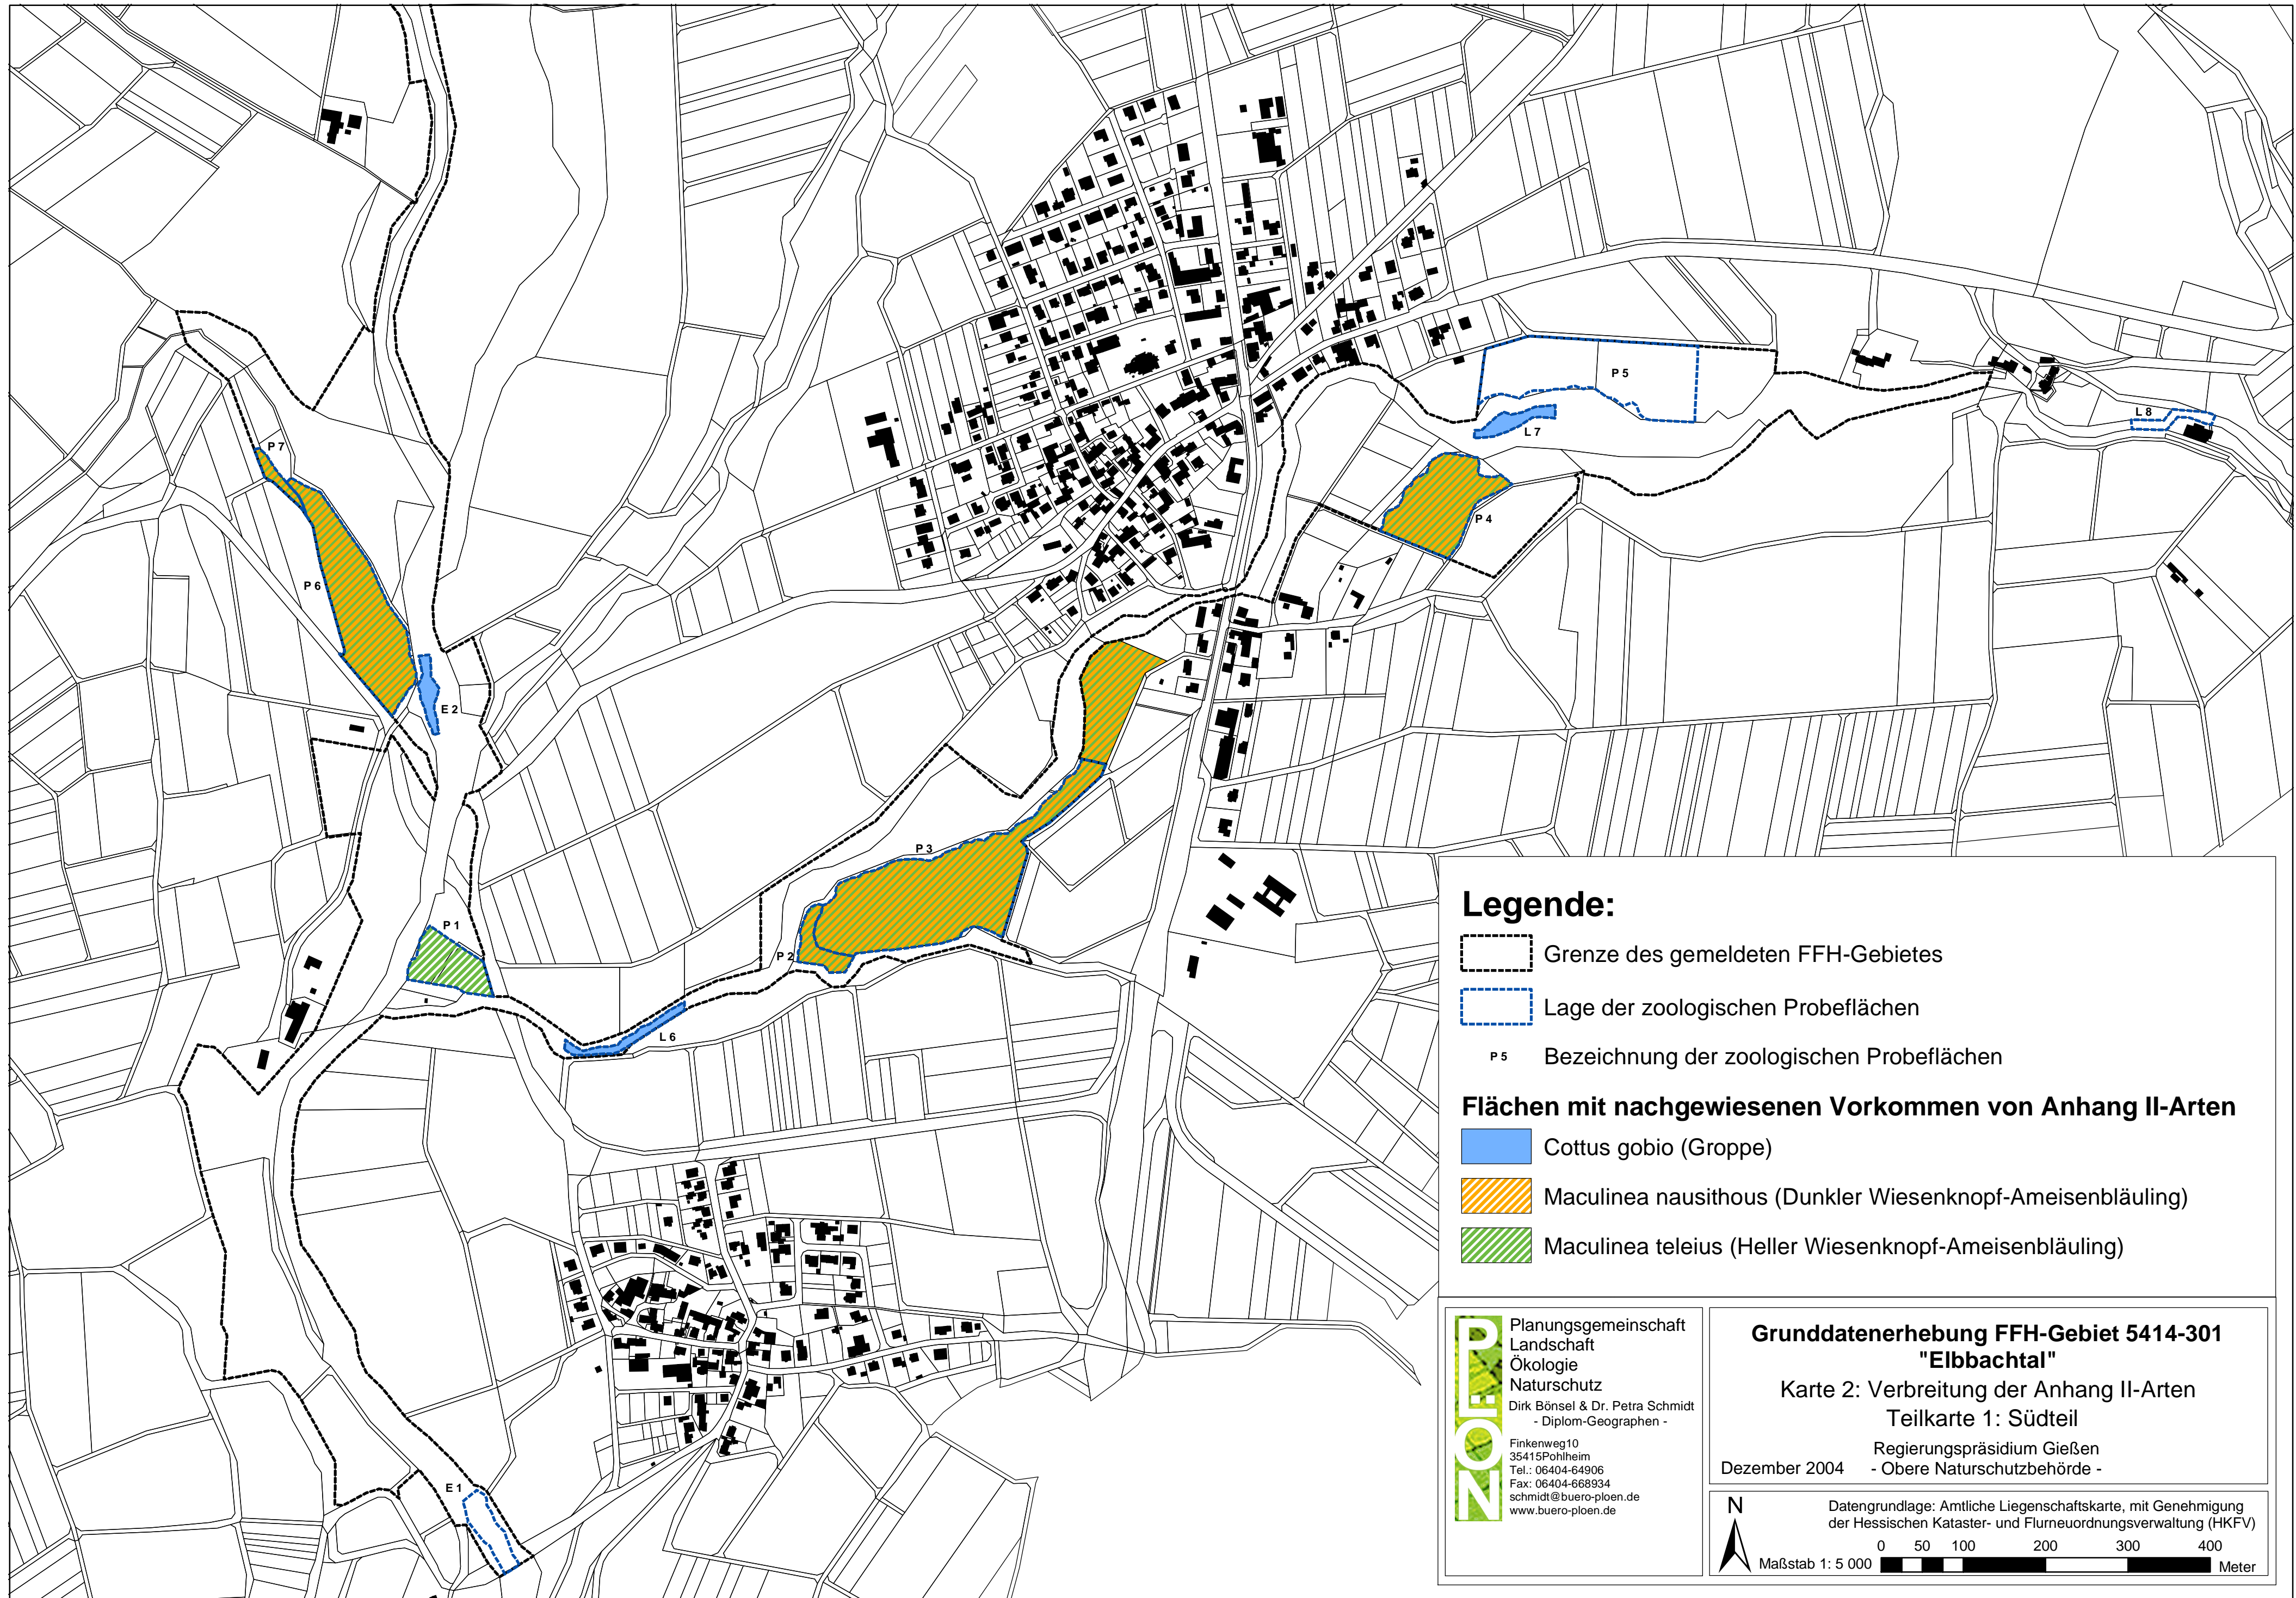 P 7
P 6
E 2
P 5
L 7
L 8
P 4
P 3
P 1
P 2
L 6
E 1
Legende:
Grenze des gemeldeten FFH-Gebietes
Lage der zoologischen Probeflächen
P 5 Bezeichnung der zoologischen Probeflächen
Flächen mit nachgewiesenen Vorkommen von Anhang II-Arten
Cottus gobio (Groppe)
Maculinea nausithous (Dunkler Wiesenknopf-Ameisenbläuling)
Maculinea teleius (Heller Wiesenknopf-Ameisenbläuling)
PLÖN
Planungsgemeinschaft
Landschaft
Ökologie
Naturschutz
Dirk Bönsel & Dr. Petra Schmidt
- Diplom-Geographen -
Finkenweg10
35415Pohlheim
Tel.: 06404-64906
Fax: 06404-668934
schmidt@buero-ploen.de
www.buero-ploen.de
Grunddatenerhebung FFH-Gebiet 5414-301
"Elbbachtal"
Karte 2: Verbreitung der Anhang II-Arten
Teilkarte 1: Südteil
Regierungspräsidium Gießen
Dezember 2004 - Obere Naturschutzbehörde -
N
Datengrundlage: Amtliche Liegenschaftskarte, mit Genehmigung
der Hessischen Kataster- und Flurneuordnungsverwaltung (HKFV)
0 50 100 200 300 400
Maßstab 1: 5 000 Meter